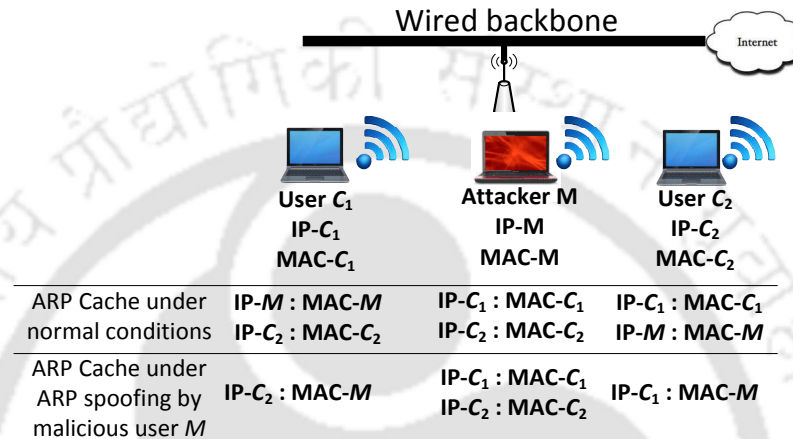 Wired backbone
Internet
प्रौद्योगिकी
User C₁
IP-C₁
MAC-C₁
Attacker M
IP-M
MAC-M
User C₂
IP-C₂
MAC-C₂
ARP Cache under IP-M : MAC-M IP-C₁ : MAC-C₁ IP-C₁ : MAC-C₁
normal conditions IP-C₂ : MAC-C₂ IP-C₂ : MAC-C₂ IP-M : MAC-M
ARP Cache under
ARP spoofing by IP-C₂ : MAC-M IP-C₁ : MAC-C₁ IP-C₁ : MAC-M
malicious user M IP-C₂ : MAC-C₂